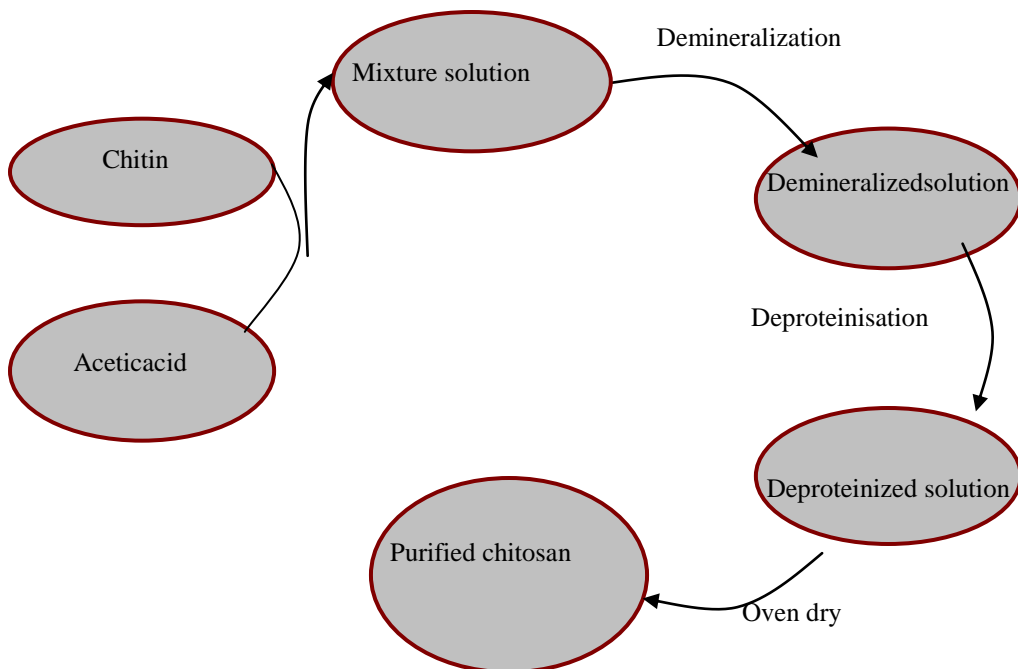 Demineralization
Mixture solution
Chitin
Demineralizedsolution
Deproteinisation
Aceticacid
Deproteinized solution
Purified chitosan
Oven dry